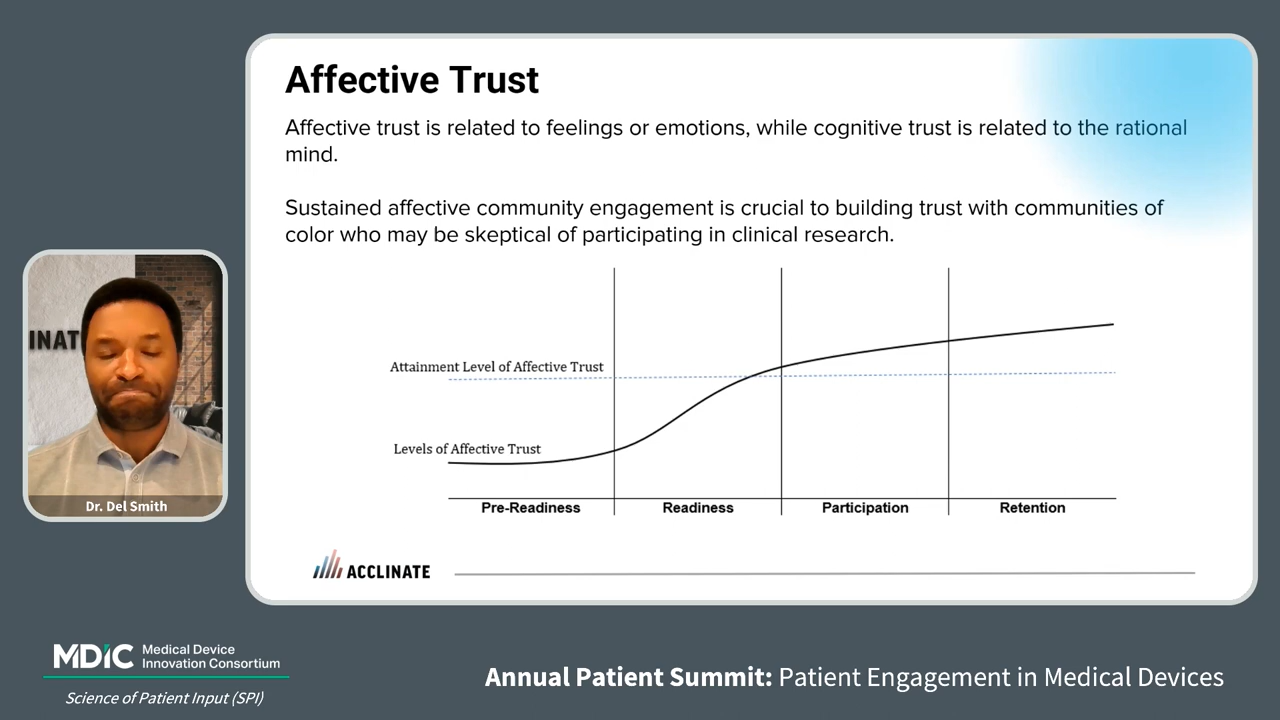 Affective Trust
Affective trust is related to feelings or emotions, while cognitive trust is related to the rational
mind.
Sustained affective community engagement is crucial to building trust with communities of
color who may be skeptical of participating in clinical research.
Attainment Level of Affective Trust
Levels of Affective Trust
Pre-Readiness
Readiness
Participation
Retention
ACCLINATE
INAT
Dr. Del Smith
MDIC
Medical Device
Innovation Consortium
Science of Patient Input (SPI)
Annual Patient Summit: Patient Engagement in Medical Devices